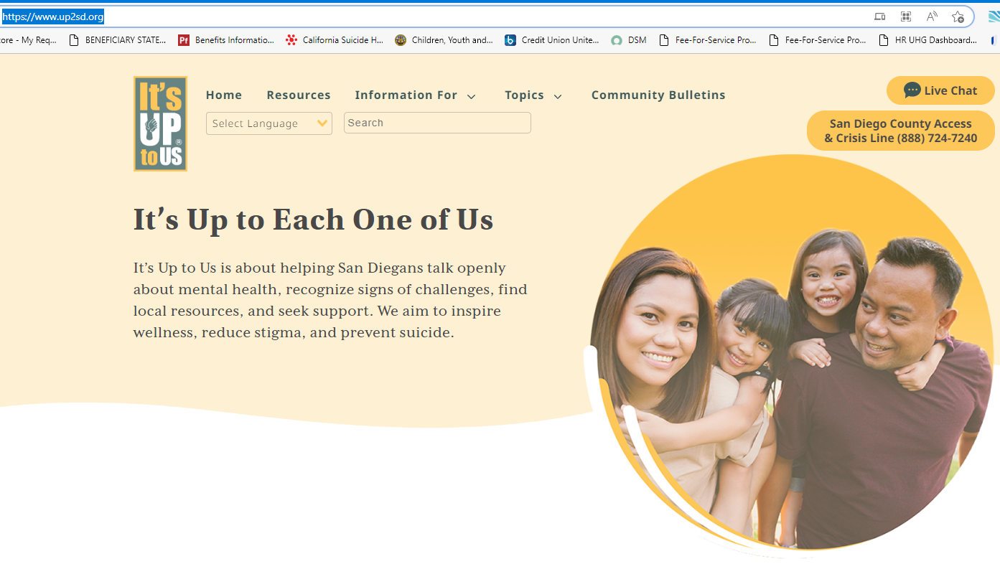 https://www.up2sd.org
ore - My Req...
BENEFICIARY STATE...
Benefits Informatio...
California Suicide H...
Children, Youth and...
Credit Union Unite...
DSM
Fee-For-Service Pro...
Fee-For-Service Pro...
HR UHG Dashboard...
It's
UP®
to US
Home
Resources
Information For
Topics
Community Bulletins
Live Chat
Select Language
Search
San Diego County Access
& Crisis Line (888) 724-7240
It's Up to Each One of Us
It's Up to Us is about helping San Diegans talk openly
about mental health, recognize signs of challenges, find
local resources, and seek support. We aim to inspire
wellness, reduce stigma, and prevent suicide.